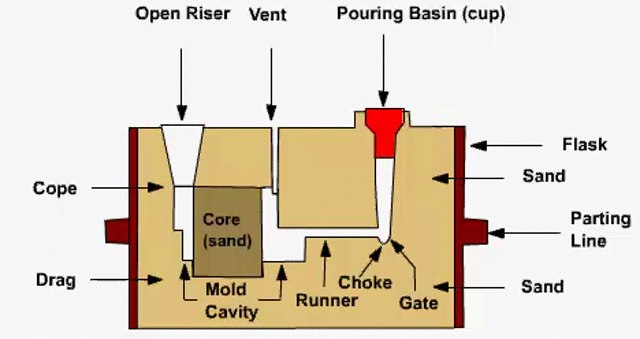 Open Riser
Vent
Pouring Basin (cup)
Flask
Sand
Cope
Core
(sand)
Parting
Line
Drag
Mold
Cavity
Runner
Choke
Gate
Sand